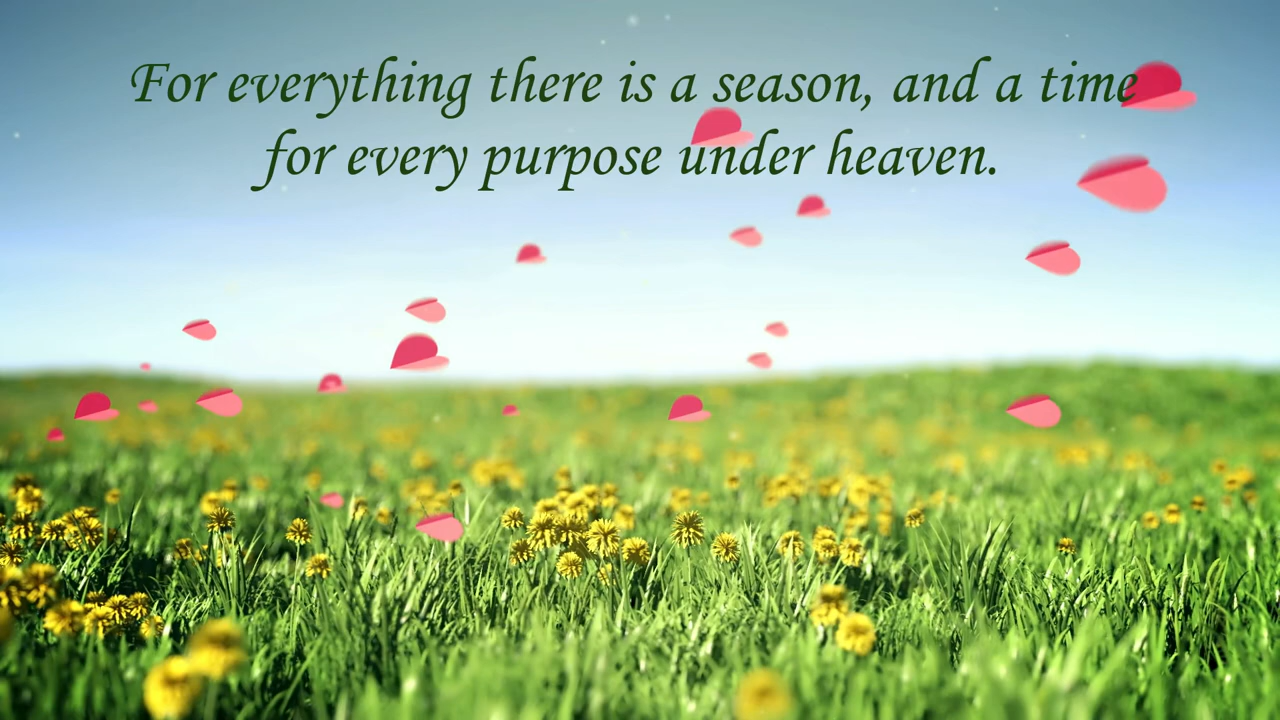 For everything there is a season, and a time
for every purpose under heaven.